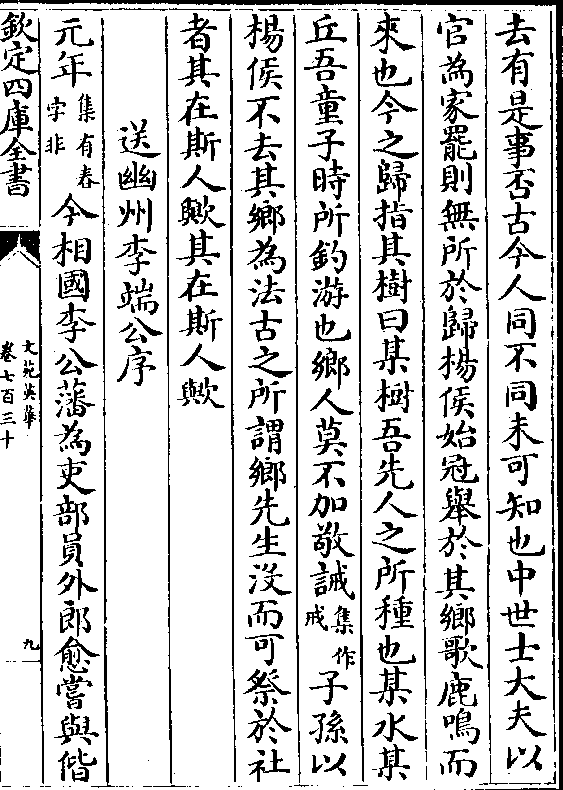 去有是事否古今人同不同未可知也中世士大夫以
官為家罷則無所於歸楊侯始冠舉於其鄉歌鹿鳴而
來也今之歸指其樹曰某樹吾先人之所種也某水某
丘吾童子時所釣游也鄉人莫不加敬誡集作戒子孫以
楊侯不去其鄉為法古之所謂鄉先生沒而可祭於社
者其在斯人歟其在斯人歟
送幽州李端公序
元年集有春字非今相國李公藩為吏部員外郎愈嘗與偕
欽定四庫全書
文苑英華
卷七百三十
九